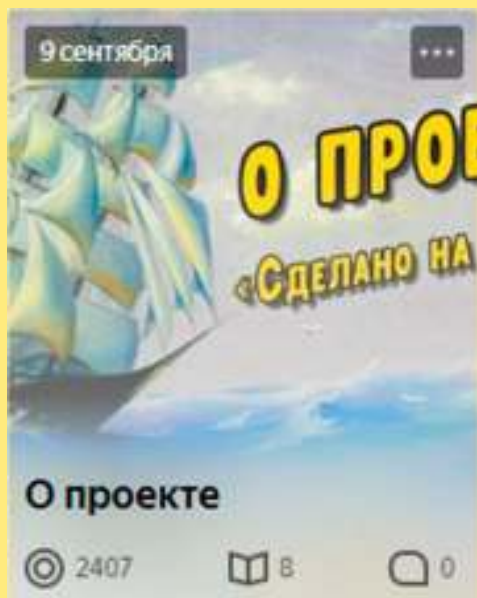 9 сентября
О ПРО
«СДЕЛАНО НА
О проекте
2407
8
0